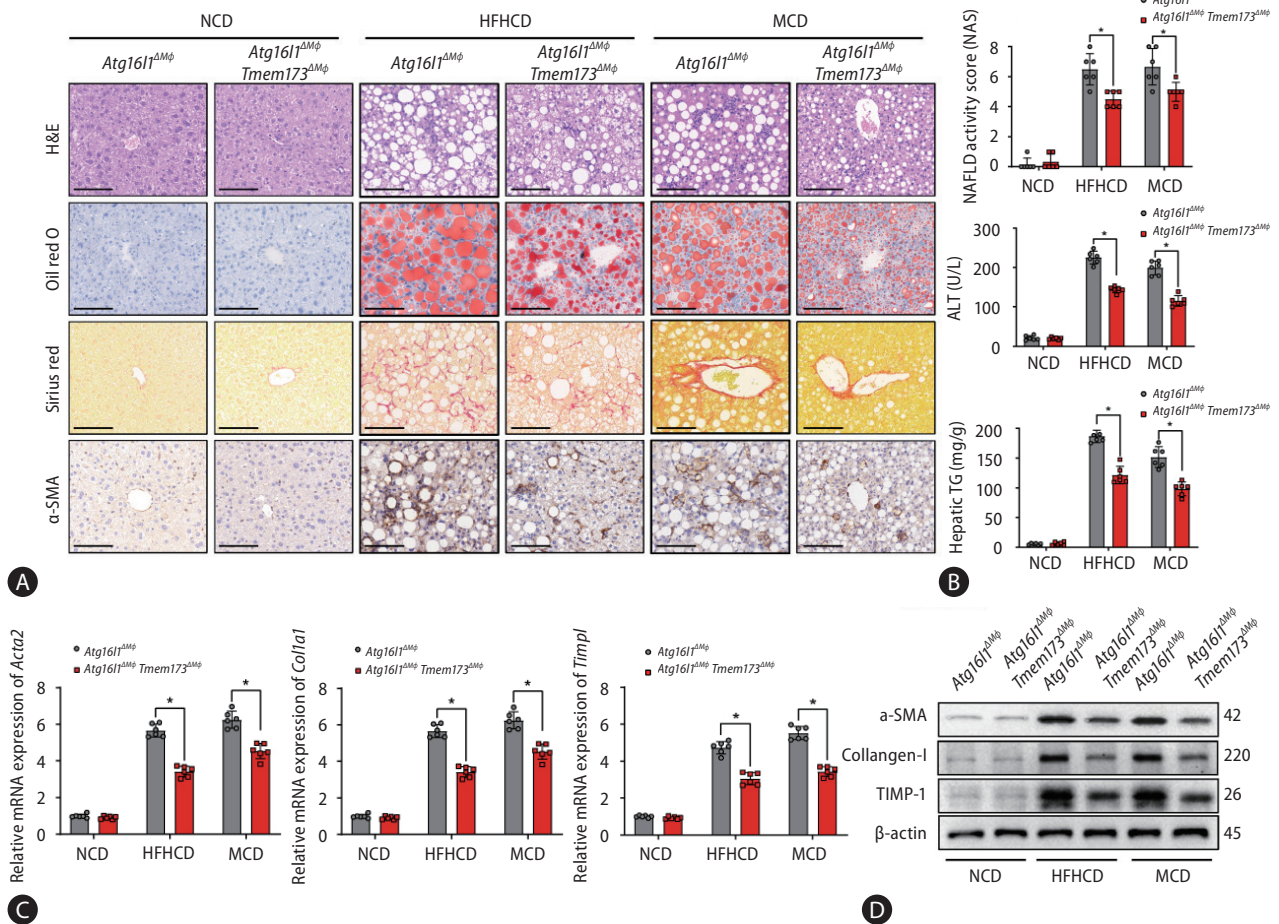 NCD HFHCD MCD
Atg16l1ΔMϕ Atg16l1ΔMϕ Tmem173ΔMϕ Atg16l1ΔMϕ Atg16l1ΔMϕ Tmem173ΔMϕ Atg16l1ΔMϕ Atg16l1ΔMϕ Tmem173ΔMϕ
H&E
Oil red O
Sirius red
α-SMA
A
Atg16l1ΔMϕ Tmem173ΔMϕ
NAFLD activity score (NAS)
8
6
4
2
0
* *
NCD HFHCD MCD
Atg16l1ΔMϕ
Atg16l1ΔMϕ Tmem173ΔMϕ
ALT (U/L)
300
200
100
0
* *
NCD HFHCD MCD
Atg16l1ΔMϕ
Atg16l1ΔMϕ Tmem173ΔMϕ
Hepatic TG (mg/g)
200
150
100
50
0
* *
NCD HFHCD MCD
B
Relative mRNA expression of Acta2
Atg16l1ΔMϕ
Atg16l1ΔMϕ Tmem173ΔMϕ
8
6
4
2
0
* *
NCD HFHCD MCD
Relative mRNA expression of Col1a1
Atg16l1ΔMϕ
Atg16l1ΔMϕ Tmem173ΔMϕ
8
6
4
2
0
* *
NCD HFHCD MCD
Relative mRNA expression of Timpl
Atg16l1ΔMϕ
Atg16l1ΔMϕ Tmem173ΔMϕ
8
6
4
2
0
* *
NCD HFHCD MCD
C
Atg16l1ΔMϕ
Atg16l1ΔMϕ
Tmem173ΔMϕ
Atg16l1ΔMϕ
Atg16l1ΔMϕ
Tmem173ΔMϕ
Atg16l1ΔMϕ
Atg16l1ΔMϕ
Tmem173ΔMϕ
a-SMA 42
Collangen-I 220
TIMP-1 26
β-actin 45
NCD HFHCD MCD
D